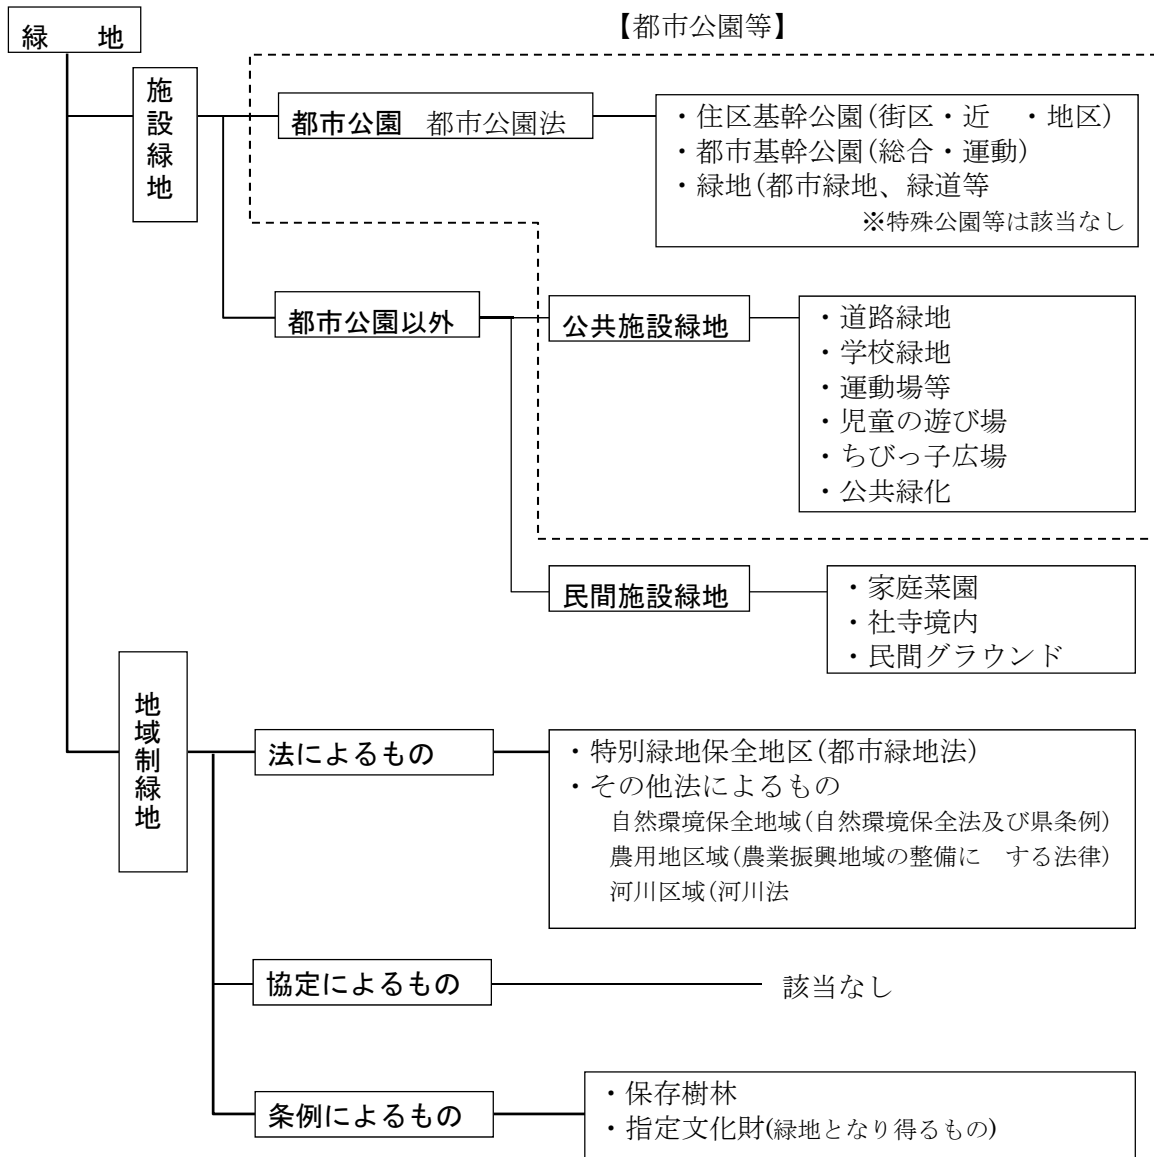 緑　地
【都市公園等】
施設緑地
都市公園　都市公園法
・住区基幹公園(街区・近　・地区)
・都市基幹公園(総合・運動)
・緑地(都市緑地、緑道等
※特殊公園等は該当なし
都市公園以外
公共施設緑地
・道路緑地
・学校緑地
・運動場等
・児童の遊び場
・ちびっ子広場
・公共緑化
民間施設緑地
・家庭菜園
・社寺境内
・民間グラウンド
地域制緑地
法によるもの
・特別緑地保全地区(都市緑地法)
・その他法によるもの
自然環境保全地域(自然環境保全法及び県条例)
農用地区域(農業振興地域の整備に　する法律)
河川区域(河川法
協定によるもの
該当なし
条例によるもの
・保存樹林
・指定文化財(緑地となり得るもの)